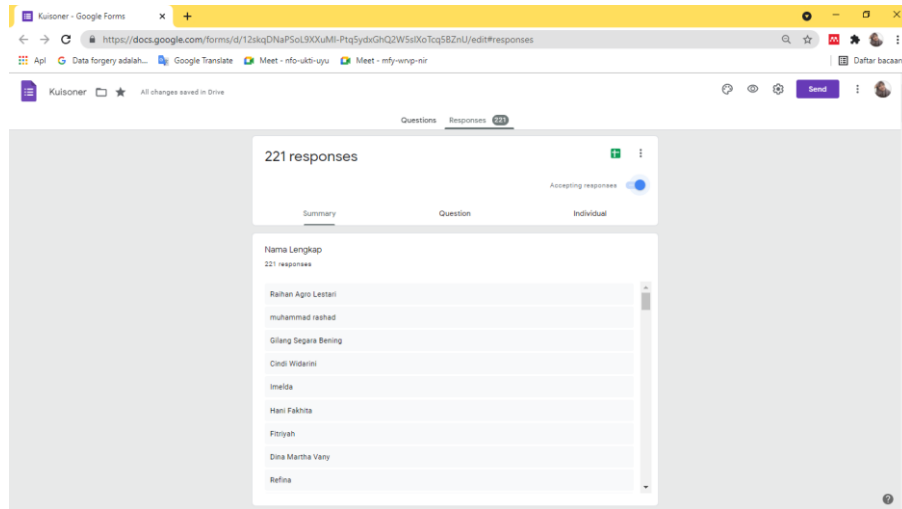 Kuisoner - Google Forms
https://docs.google.com/forms/d/12skqDNaPSoL9XXuMI-Ptq5ydxGhQ2W5slXoTcq5BZnU/edit#responses
Apl Data forgery adalah... Google Translate Meet - nfo-ukti-uyu Meet - mfy-wnvp-nir Daftar bacaan
Kuisoner All changes saved in Drive Send
Questions Responses 221
221 responses
Accepting responses
Summary Question Individual
Nama Lengkap
221 responses
Raihan Agro Lestari
muhammad rashad
Gilang Segara Bening
Cindi Widarini
Imelda
Hani Fakhita
Fitriyah
Dina Martha Vany
Refina